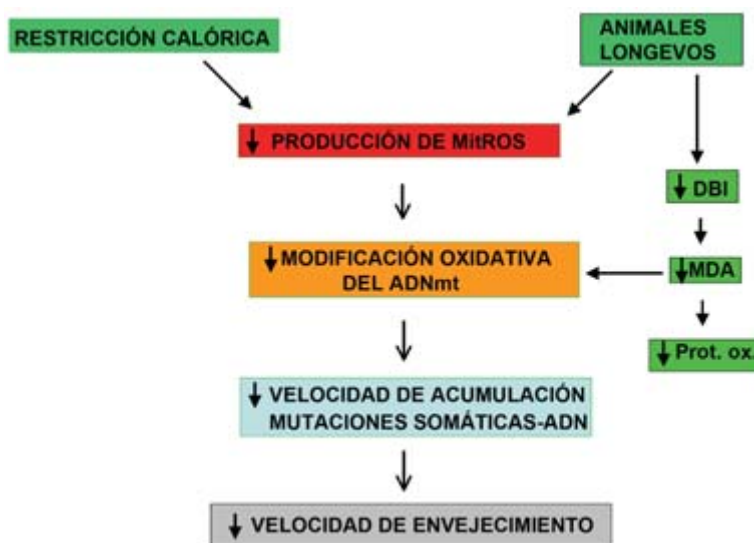 RESTRICCIÓN CALÓRICA
ANIMALES
LONGEVOS
↓ PRODUCCIÓN DE MitROS
↓ DBI
↓ MODIFICACIÓN OXIDATIVA
DEL ADNmt
↓MDA
↓ Prot. ox.
↓ VELOCIDAD DE ACUMULACIÓN
MUTACIONES SOMÁTICAS-ADN
↓ VELOCIDAD DE ENVEJECIMIENTO